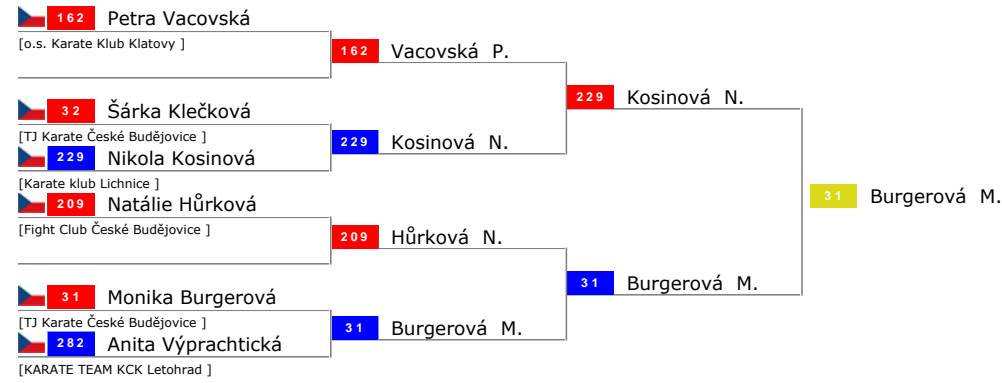 162 Petra Vacovská
[o.s. Karate Klub Klatovy ]
162 Vacovská P.
32 Šárka Klečková
[TJ Karate České Budějovice ]
229 Nikola Kosinová
[Karate klub Lichnice ]
229 Kosinová N.
229 Kosinová N.
209 Natálie Hůrková
[Fight Club České Budějovice ]
209 Hůrková N.
31 Monika Burgerová
[TJ Karate České Budějovice ]
282 Anita Výprachtická
[KARATE TEAM KCK Letohrad ]
31 Burgerová M.
31 Burgerová M.
31 Burgerová M.